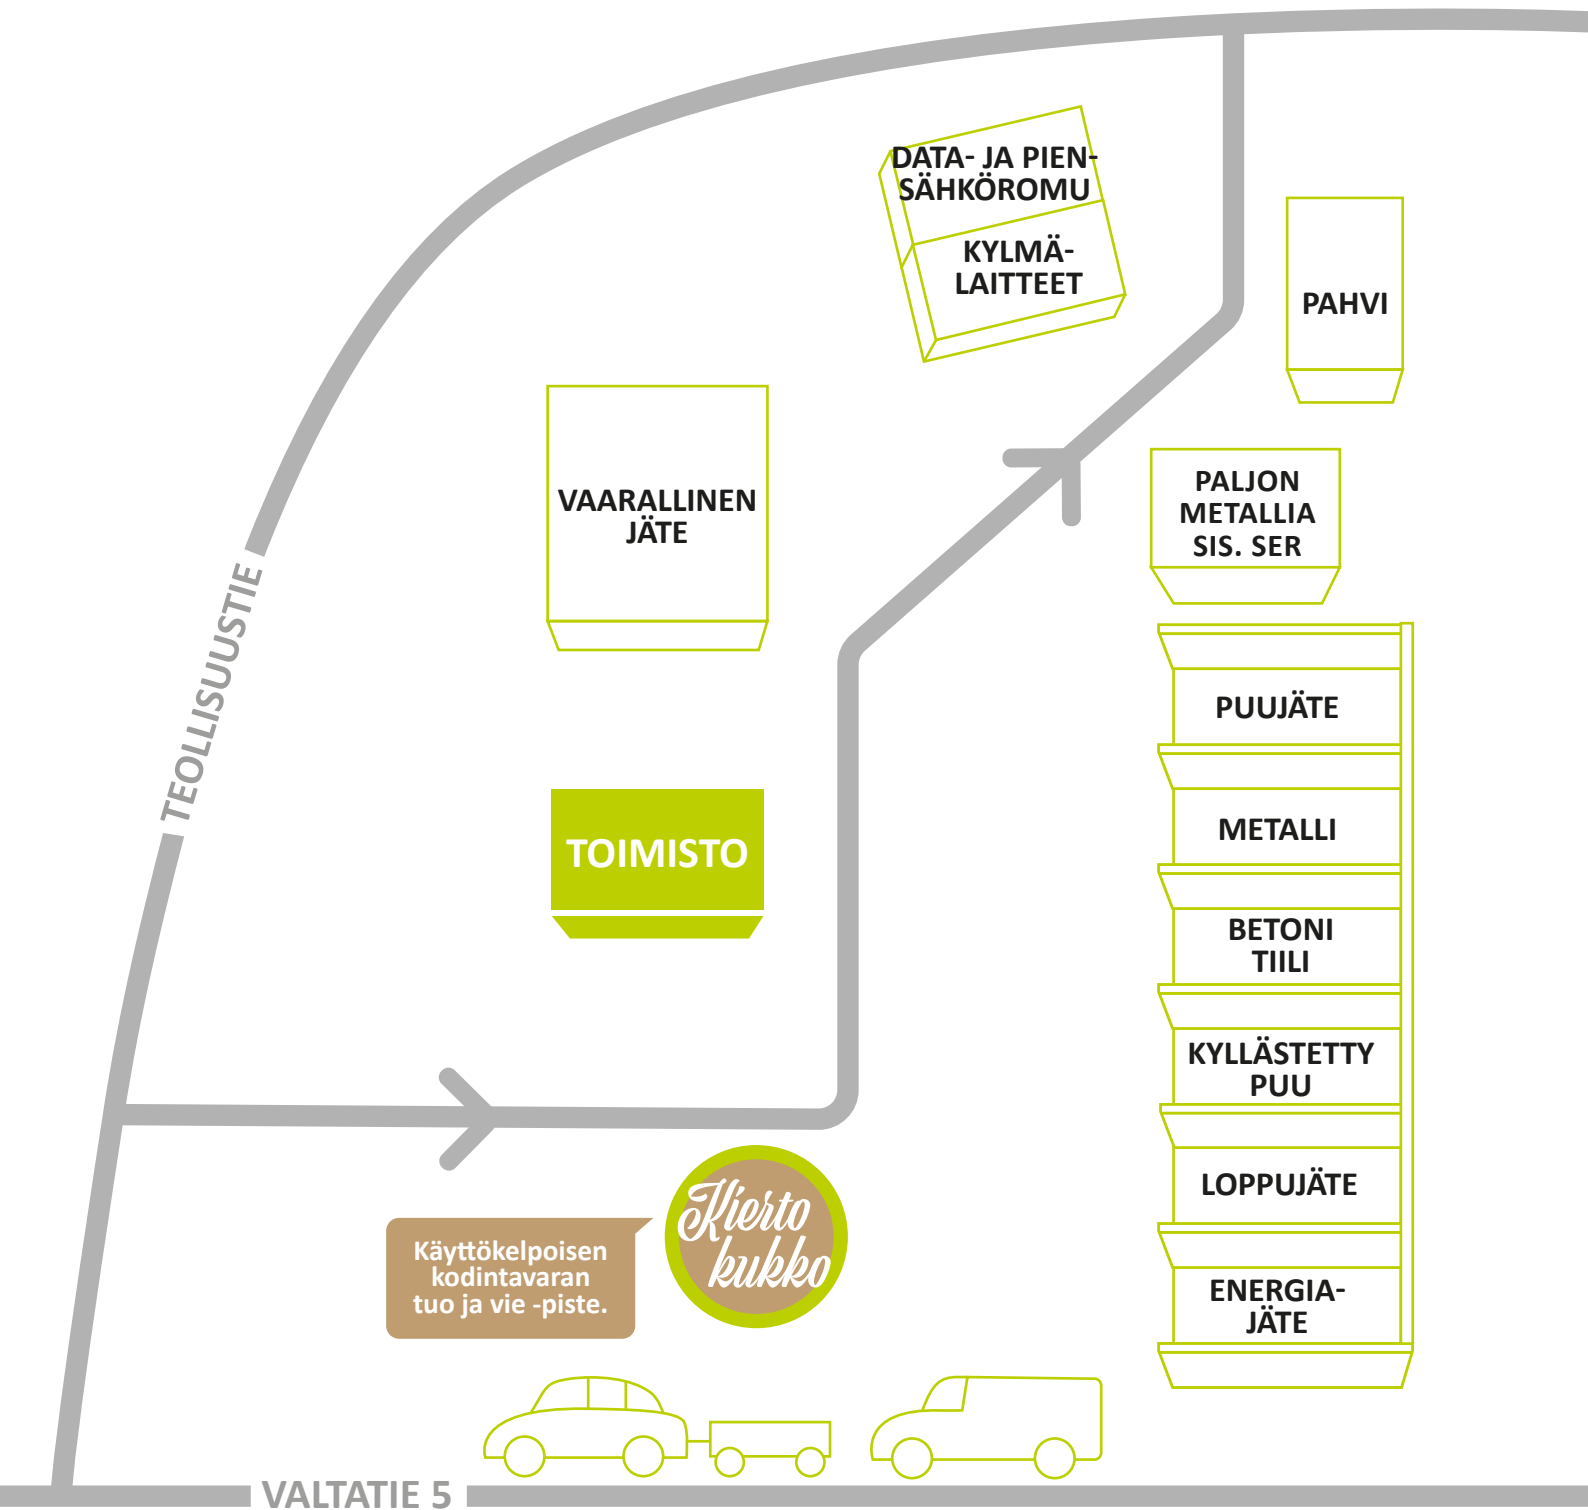 DATA- JA PIEN-
SÄHKÖROMU
KYLMÄ-
LAITTEET
PAHVI
PALJON
METALLIA
SIS. SER
VAARALLINEN
JÄTE
TEOLLISUUSTIE
PUUJÄTE
METALLI
TOIMISTO
BETONI
TIILI
KYLLÄSTETTY
PUU
LOPPUJÄTE
Kierto
kukko
Käyttökelpoisen
kodintavaran
tuo ja vie -piste.
ENERGIA-
JÄTE
VALTATIE 5